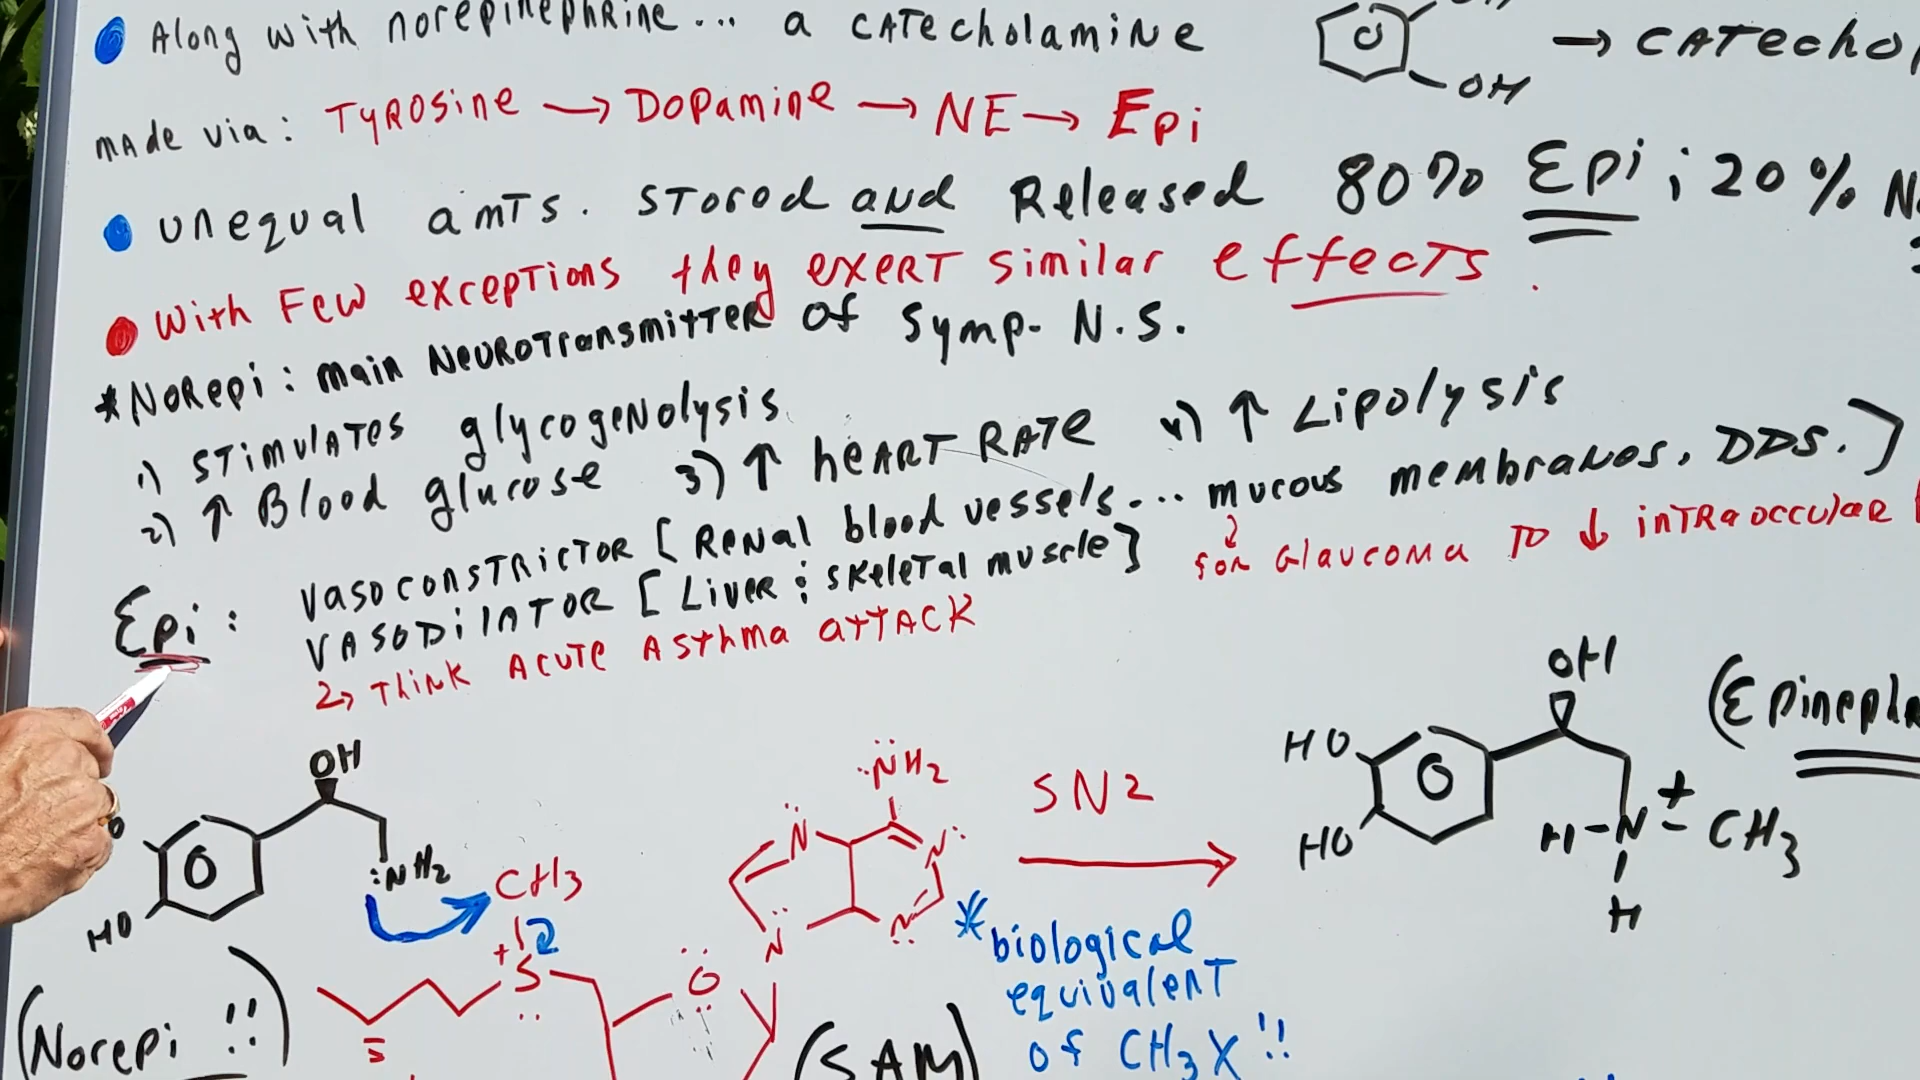 Along with norepinephrine... a catecholamine
OH
→ catecho
made via: Tyrosine → Dopamine → NE → Epi
unequal amts. stored and Released 80% Epi ; 20%
With Few exceptions they exert similar effects.
*NoRepi: main Neurotransmitter of Symp. N.S.
1) Stimulates glycogenolysis
2) ↑ Blood glucose 3) ↑ heart Rate 4) ↑ Lipolysis
Epi: Vasoconstrictor [Renal blood vessels... mucous membranes, DDS.]
Vasodilator [Liver ; skeletal muscle] for Glaucoma to ↓ intraoccular
→ Think Acute Asthma attack
OH
HO
:NH2
CH3
+
S
..
O
N
N
N
N
:NH2
SN2
OH
HO
HO
H-N-CH3
+
H
(Epineph
(Norepi !!)
(SAM)
*biological
equivalent
of CH3X !!